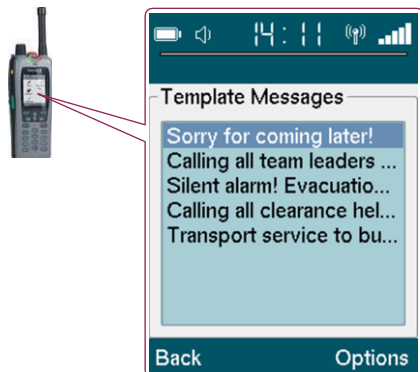 14:11
Template Messages
Sorry for coming later!
Calling all team leaders ...
Silent alarm! Evacuatio...
Calling all clearance hel...
Transport service to bu...
Back
Options